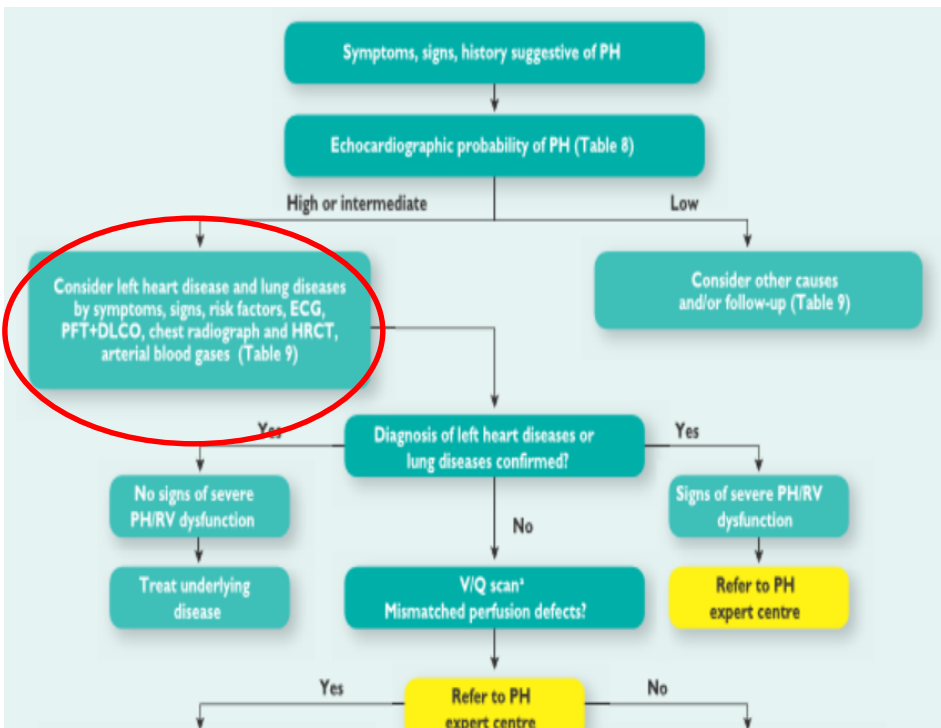 Symptoms, signs, history suggestive of PH
Echocardiographic probability of PH (Table 8)
High or intermediate
Low
Consider left heart disease and lung diseases
by symptoms, signs, risk factors, ECG,
PFT+DLCO, chest radiograph and HRCT,
arterial blood gases (Table 9)
Consider other causes
and/or follow-up (Table 9)
Yes
Diagnosis of left heart diseases or
lung diseases confirmed?
Yes
No signs of severe
PH/RV dysfunction
No
Signs of severe PH/RV
dysfunction
Treat underlying
disease
V/Q scanª
Mismatched perfusion defects?
Refer to PH
expert centre
Yes
Refer to PH
expert centre
No